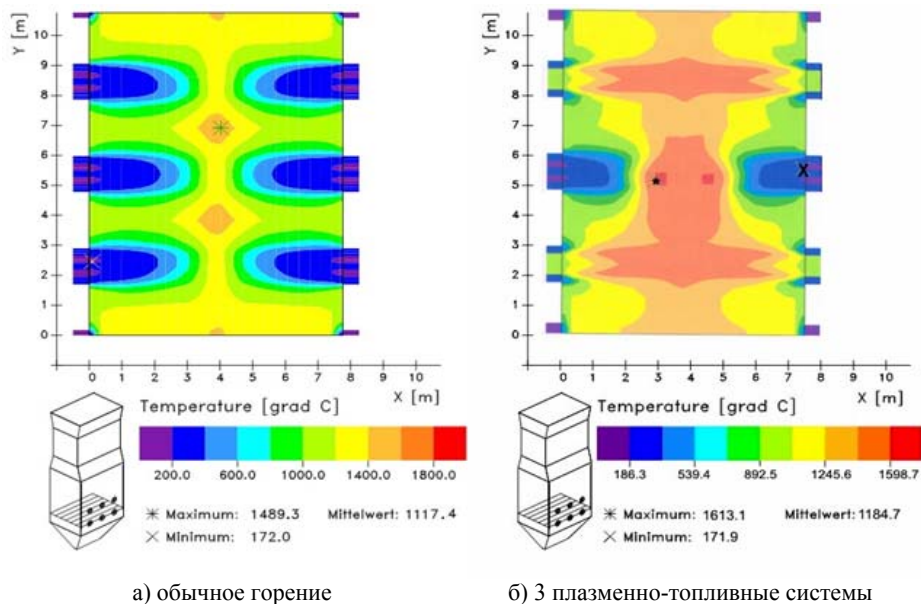 Y [m]
10
9
8
7
6
5
4
3
2
1
0
0 1 2 3 4 5 6 7 8 9 10
X [m]
Temperature [grad C]
200.0 600.0 1000.0 1400.0 1800.0
Maximum: 1489.3 Mittelwert: 1117.4
Minimum: 172.0
а) обычное горение
Y [m]
10
9
8
7
6
5
4
3
2
1
0
0 1 2 3 4 5 6 7 8 9 10
X [m]
Temperature [grad C]
186.3 539.4 892.5 1245.6 1598.7
Maximum: 1613.1 Mittelwert: 1184.7
Minimum: 171.9
б) 3 плазменно-топливные системы